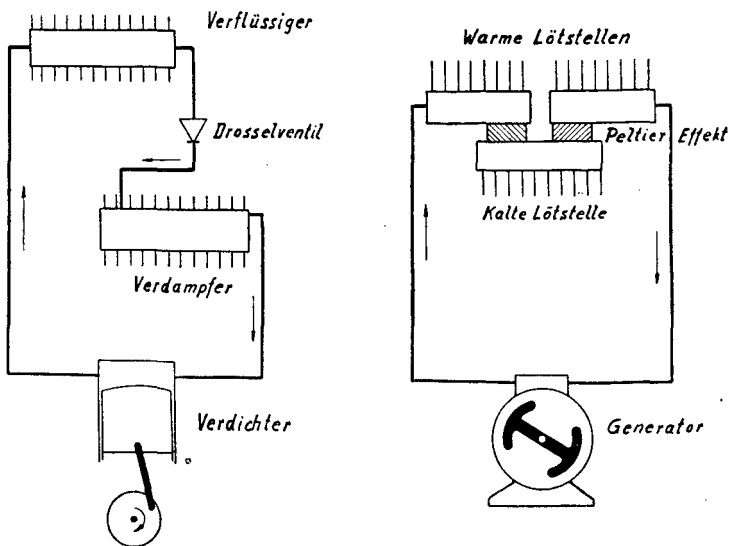 Verflüssiger
Drosselventil
Verdampfer
Verdichter
Warme Lötstellen
Peltier Effekt
Kalte Lötstelle
Generator